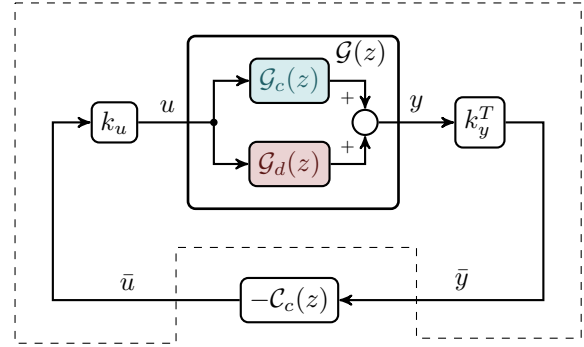 𝒢(z)
𝒢_c(z)
+
k_u
u
y
k_y^T
+
𝒢_d(z)
ū
−𝒞_c(z)
ȳ